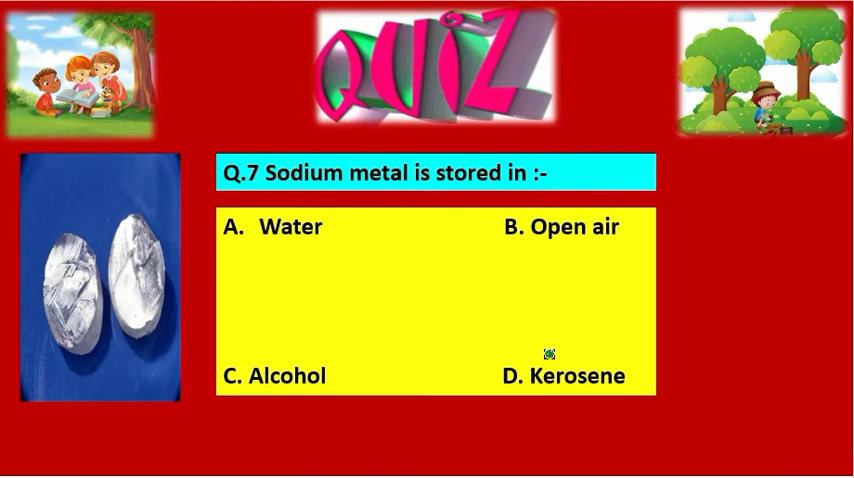 QUIZ
Q.7 Sodium metal is stored in :-
A. Water B. Open air
C. Alcohol D. Kerosene